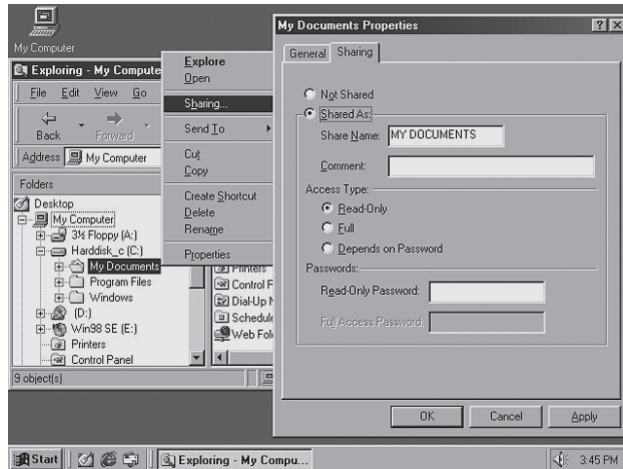 My Computer
Exploring - My Compute
File Edit View Go
Back Forward
Address My Computer
Folders
Desktop
My Computer
3½ Floppy (A:)
Harddisk_c (C:)
My Documents
Program Files
Windows
(D:)
Win98 SE (E:)
Printers
Control Panel
9 object(s)
Explore
Open
Sharing...
Send To
Cut
Copy
Create Shortcut
Delete
Rename
Properties
Printers
Control P
Dial-Up N
Schedule
Web Fol
My Documents Properties
General Sharing
Not Shared
Shared As:
Share Name: MY DOCUMENTS
Comment:
Access Type:
Read-Only
Full
Depends on Password
Passwords:
Read-Only Password:
Full Access Password:
OK Cancel Apply
Start Exploring - My Compu... 3:45 PM